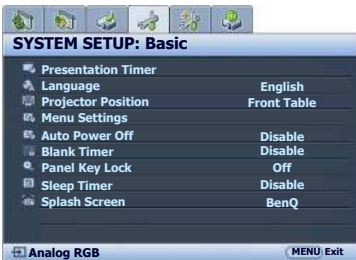 SYSTEM SETUP: Basic
Presentation Timer
Language English
Projector Position Front Table
Menu Settings
Auto Power Off Disable
Blank Timer Disable
Panel Key Lock Off
Sleep Timer Disable
Splash Screen BenQ
Analog RGB MENU Exit